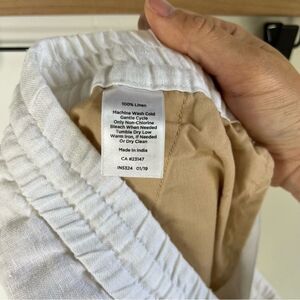 100% Linen
Machine Wash Cold
Gentle Cycle
Only Non-Chlorine
Bleach When Needed
Tumble Dry Low
Warm Iron, If Needed
Or Dry Clean
Made In India
CA #23147
INS324 01/19